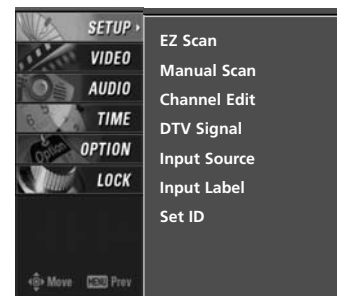 SETUP
VIDEO
AUDIO
TIME
OPTION
LOCK
Move MENU Prev
EZ Scan
Manual Scan
Channel Edit
DTV Signal
Input Source
Input Label
Set ID